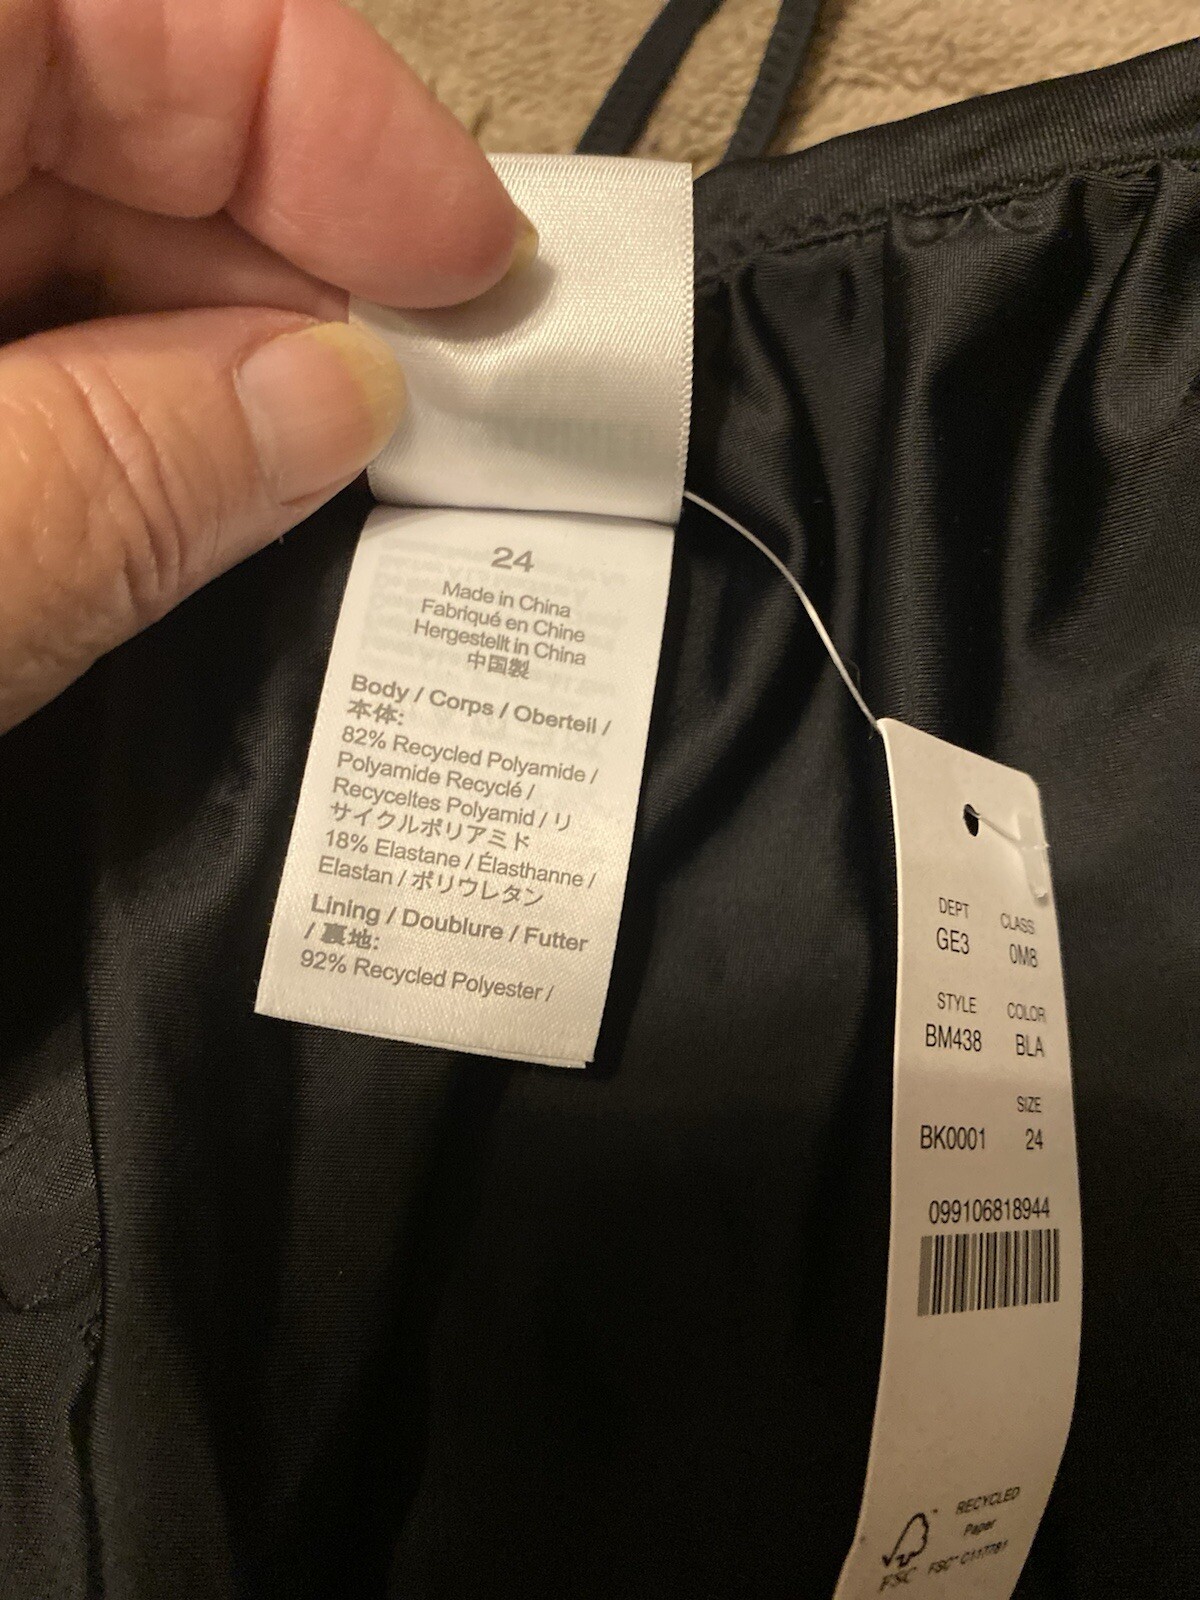 24
Made in China
Fabriqué en Chine
Hergestellt in China
中国製
Body / Corps / Oberteil /
本体:
82% Recycled Polyamide /
Polyamide Recyclé /
Recyceltes Polyamid / リ
サイクルポリアミド
18% Elastane / Élasthanne /
Elastan / ポリウレタン
Lining / Doublure / Futter
/ 裏地:
92% Recycled Polyester /
DEPT CLASS
GE3 0M8
STYLE COLOR
BM438 BLA
SIZE
BK0001 24
099106818944
RECYCLED
Paper
FSC FSC® C117781